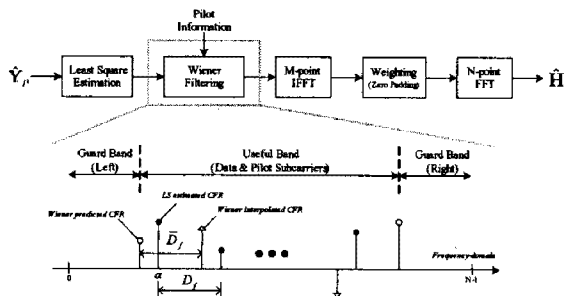 Pilot
Information
Ŷₚ
Least Square
Estimation
Wiener
Filtering
M-point
IFFT
Weighting
(Zero Padding)
N-point
FFT
Ĥ
Guard Band
(Left)
Useful Band
(Data & Pilot Subcarriers)
Guard Band
(Right)
LS estimated CFR
Wiener predicted CFR
Wiener interpolated CFR
D̄_f
Frequency-domain
0
α
N-1
D_f